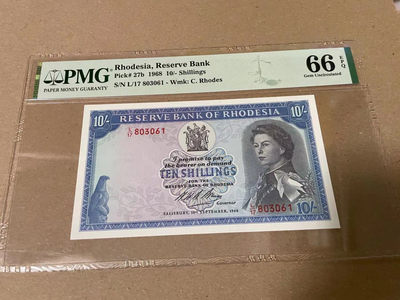 PMG
PAPER MONEY GUARANTY
Rhodesia, Reserve Bank
Pick# 27b 1968 10/- Shillings
S/N L/17 803061 - Wmk: C. Rhodes
66 EPQ
Gem Uncirculated
10/- RESERVE BANK OF RHODESIA 10/-
L/17 803061
I promise to pay
the bearer on demand
TEN SHILLINGS
FOR THE
RESERVE BANK OF RHODESIA
Governor
L/17 803061
SALISBURY, SEPTEMBER, 1968
10/-